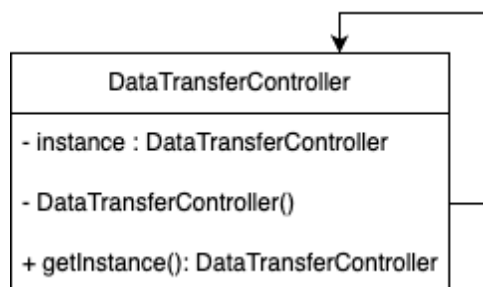 DataTransferController
- instance : DataTransferController
- DataTransferController()
+ getInstance(): DataTransferController